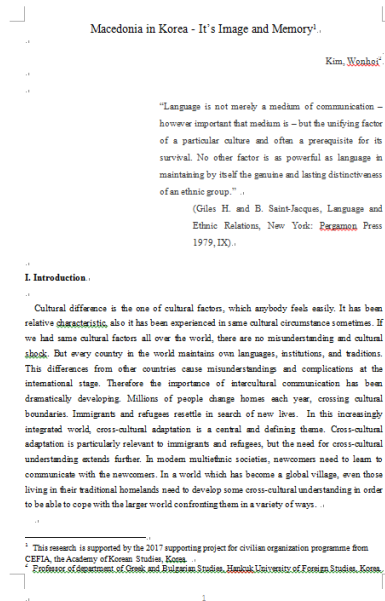 Macedonia in Korea - It's Image and Memory1
Kim, Wonhoi2
"Language is not merely a medium of communication –
however important that medium is – but the unifying factor
of a particular culture and often a prerequisite for its
survival. No other factor is as powerful as language in
maintaining by itself the genuine and lasting distinctiveness
of an ethnic group."
(Giles H. and B. Saint-Jacques, Language and
Ethnic Relations, New York: Pergamon Press
1979, IX).
I. Introduction
Cultural difference is the one of cultural factors, which anybody feels easily. It has been
relative characteristic, also it has been experienced in same cultural circumstance sometimes. If
we had same cultural factors all over the world, there are no misunderstanding and cultural
shock. But every country in the world maintains own languages, institutions, and traditions.
This differences from other countries cause misunderstandings and complications at the
international stage. Therefore the importance of intercultural communication has been
dramatically developing. Millions of people change homes each year, crossing cultural
boundaries. Immigrants and refugees resettle in search of new lives. In this increasingly
integrated world, cross-cultural adaptation is a central and defining theme. Cross-cultural
adaptation is particularly relevant to immigrants and refugees, but the need for cross-cultural
understanding extends further. In modern multiethnic societies, newcomers need to learn to
communicate with the newcomers. In a world which has become a global village, even those
living in their traditional homelands need to develop some cross-cultural understanding in order
to be able to cope with the larger world confronting them in a variety of ways.
1 This research is supported by the 2017 supporting project for civilian organization programme from
CEFIA, the Academy of Korean Studies, Korea.
2 Professor of department of Greek and Bulgarian Studies, Hankuk University of Foreign Studies, Korea.
1